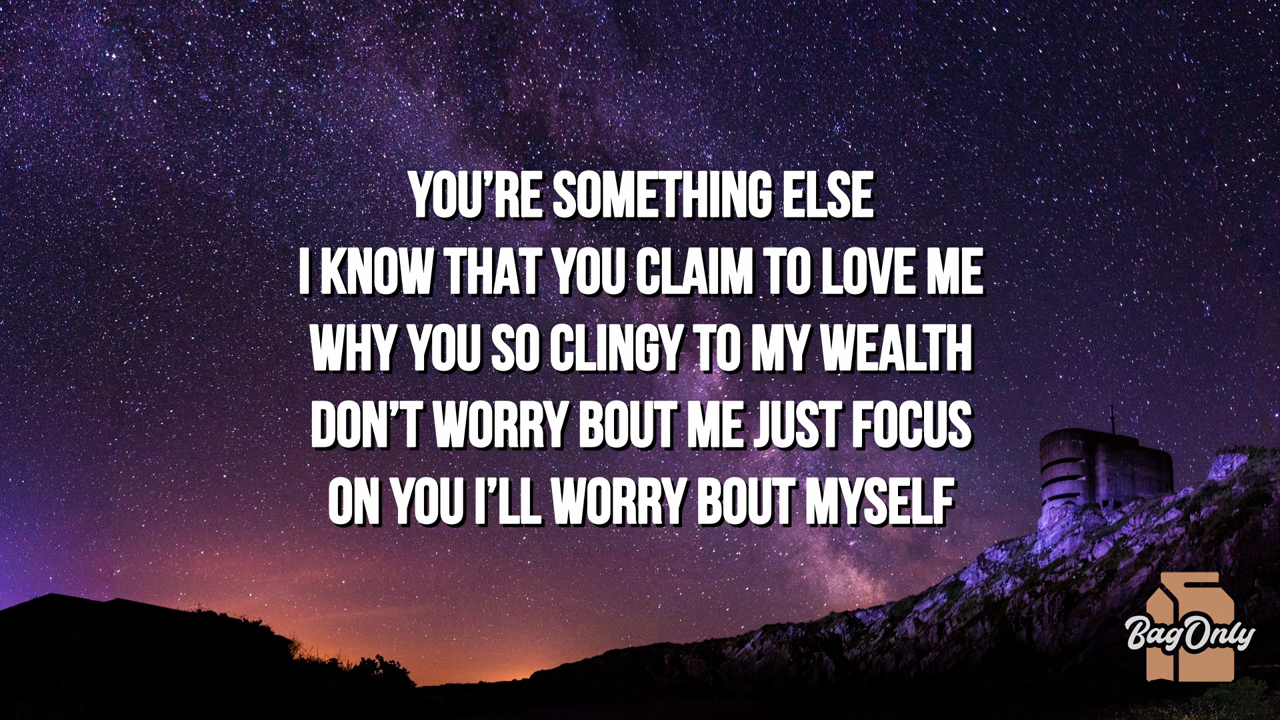 YOU’RE SOMETHING ELSE
I KNOW THAT YOU CLAIM TO LOVE ME
WHY YOU SO CLINGY TO MY WEALTH
DON’T WORRY BOUT ME JUST FOCUS
ON YOU I’LL WORRY BOUT MYSELF
BagOnly